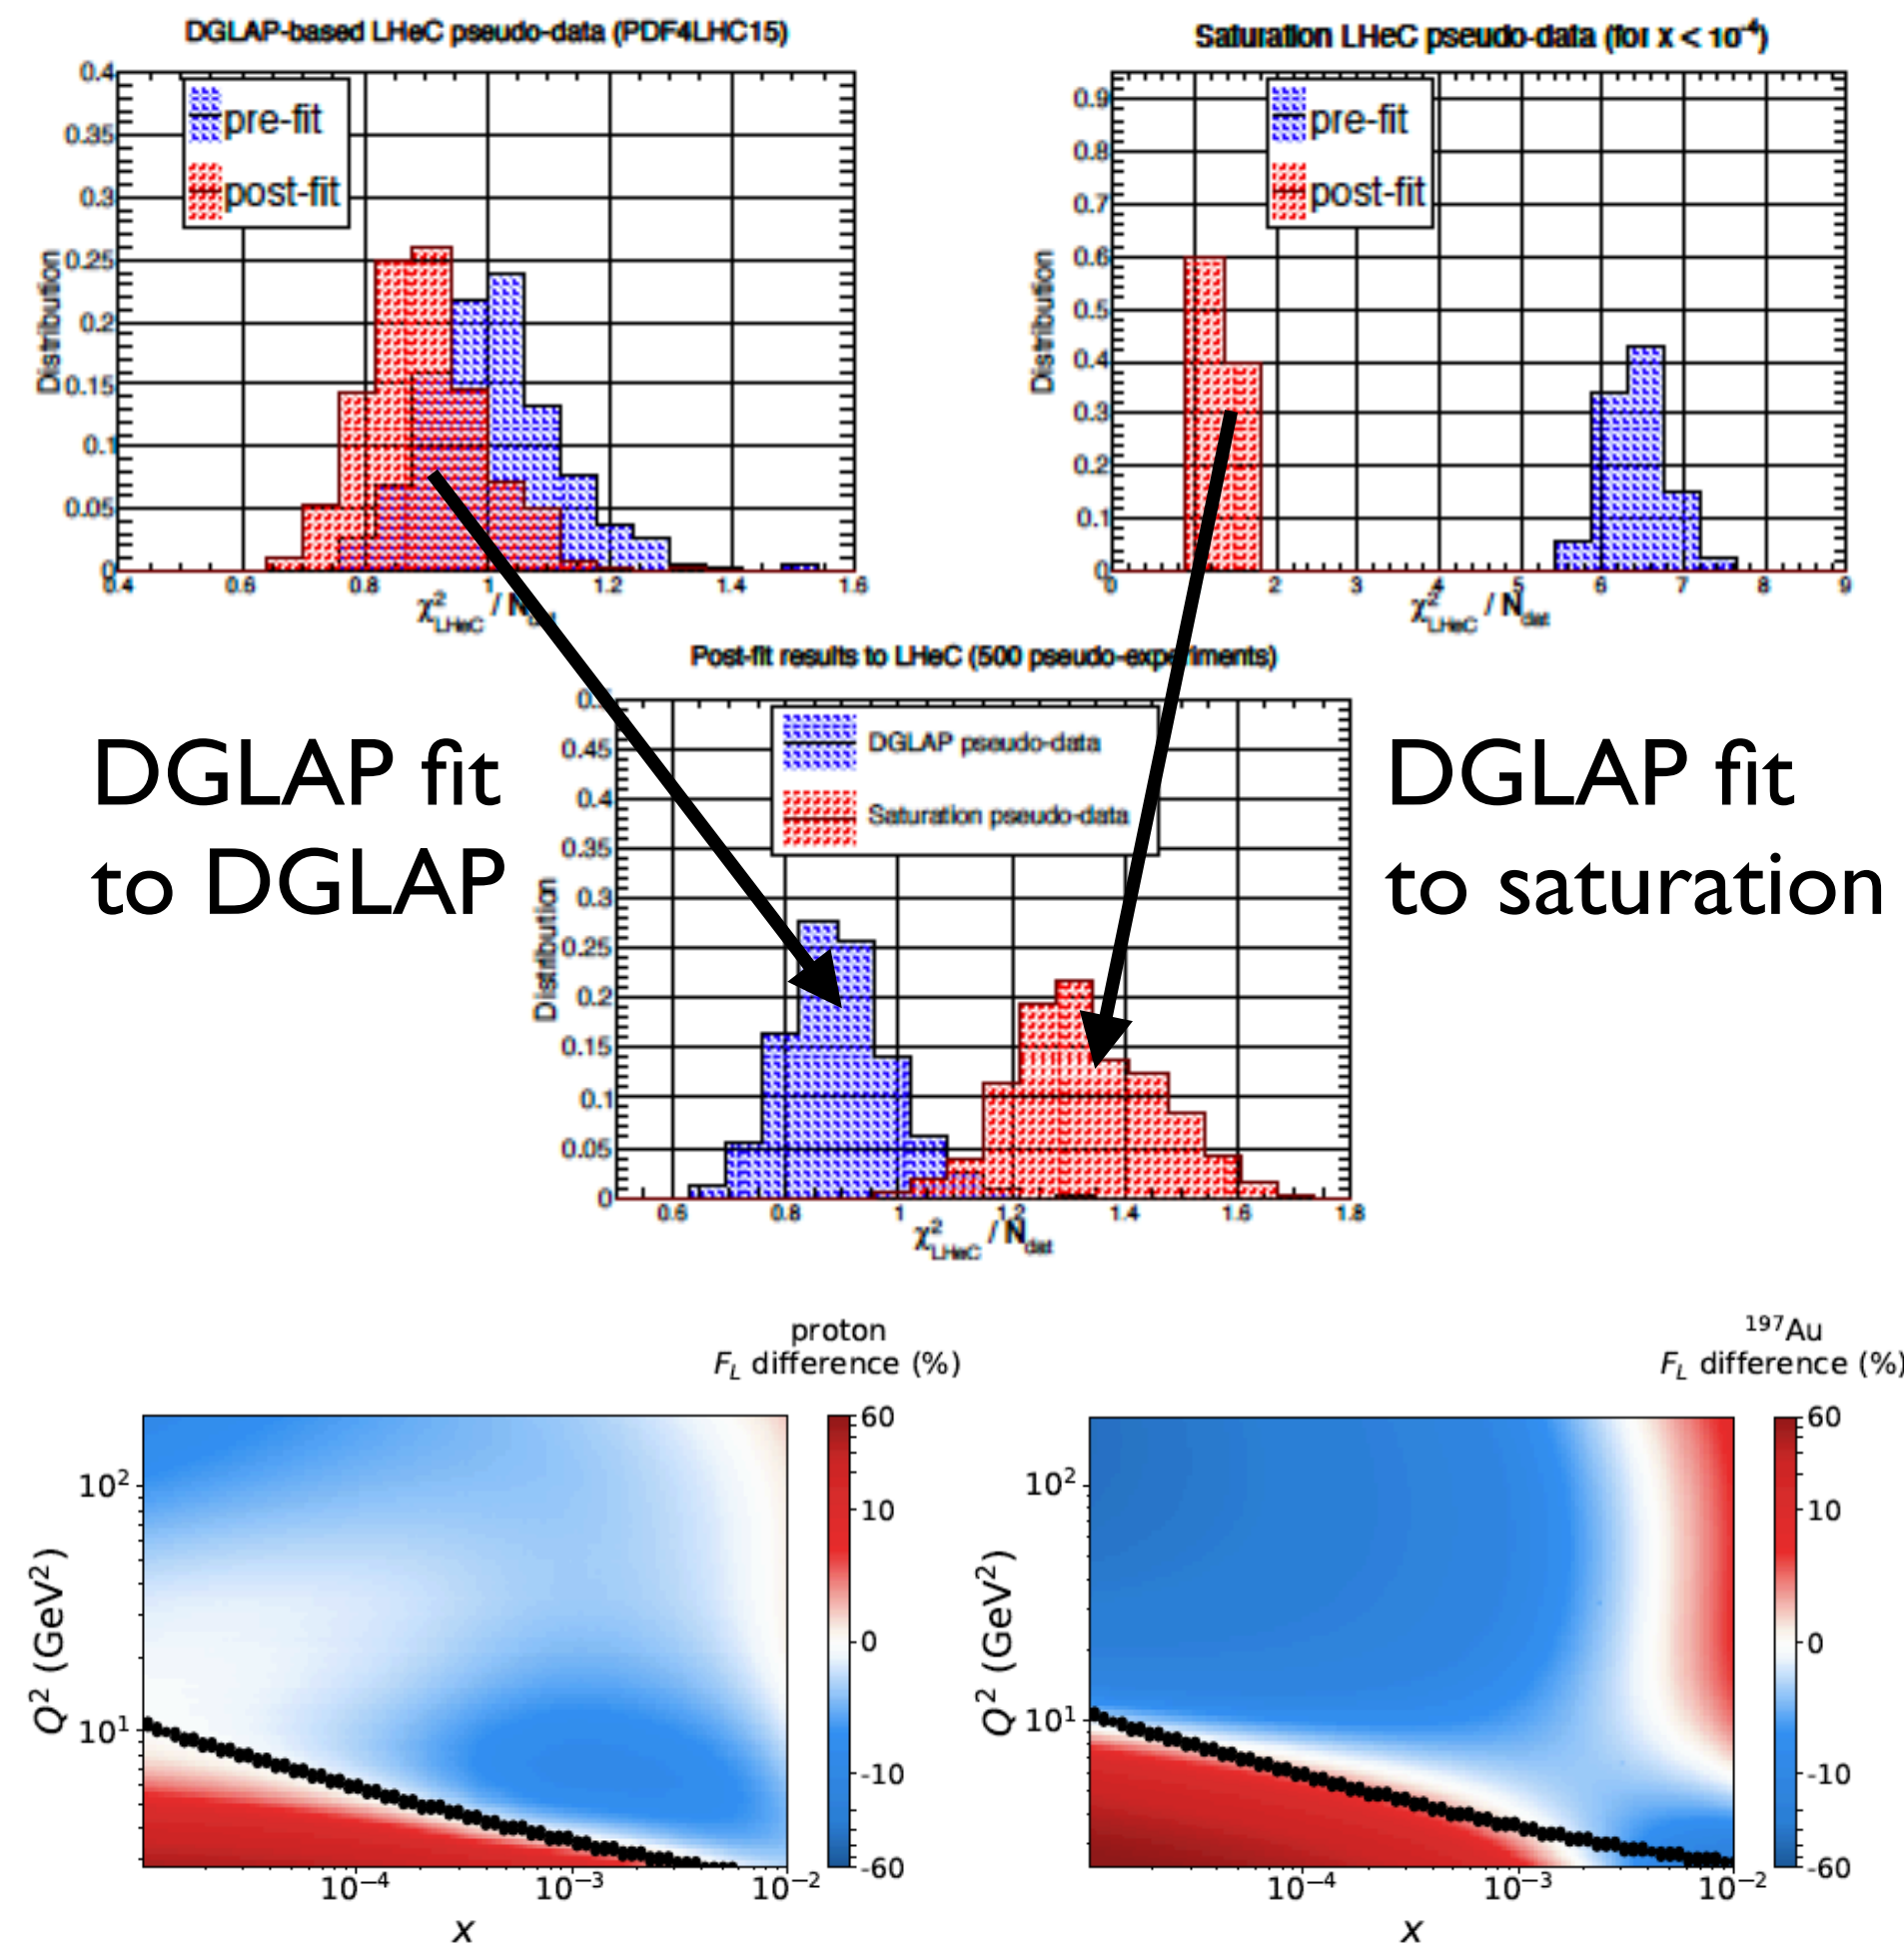 DGLAP-based LHeC pseudo-data (PDF4LHC15)
0.4
0.35
0.3
0.25
0.2
0.15
0.1
0.05
0
Distribution
pre-fit
post-fit
0.4 0.6 0.8 1 1.2 1.4 1.6
χ²LHeC / Ndat
Saturation LHeC pseudo-data (for x < 10⁻⁴)
0.9
0.8
0.7
0.6
0.5
0.4
0.3
0.2
0.1
0
Distribution
pre-fit
post-fit
0 2 3 4 5 6 7 8 9
χ²LHeC / Ndat
DGLAP fit
to DGLAP
Post-fit results to LHeC (500 pseudo-experiments)
0.45
0.4
0.35
0.3
0.25
0.2
0.15
0.1
0.05
0
Distribution
DGLAP pseudo-data
Saturation pseudo-data
0.6 0.8 1 1.2 1.4 1.6 1.8
χ²LHeC / Ndat
DGLAP fit
to saturation
proton
F_L difference (%)
10²
10¹
Q² (GeV²)
10⁻⁴ 10⁻³ 10⁻²
x
60
10
0
-10
-60
¹⁹⁷Au
F_L difference (%)
10²
10¹
Q² (GeV²)
10⁻⁴ 10⁻³ 10⁻²
x
60
10
0
-10
-60